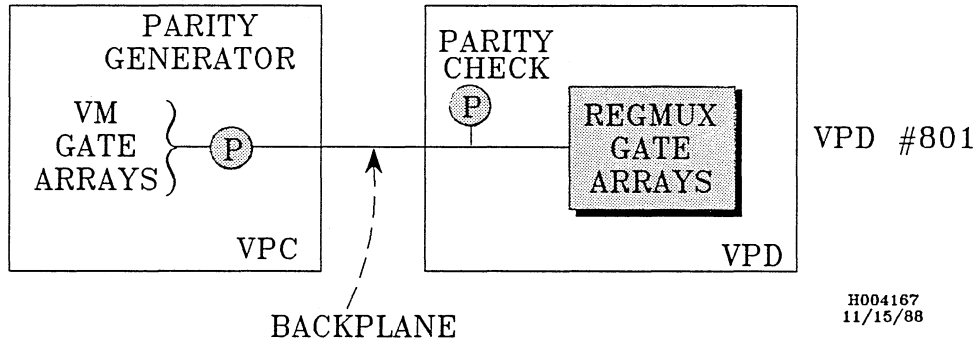 PARITY
GENERATOR
VM
GATE
ARRAYS
P
VPC
PARITY
CHECK
P
REGMUX
GATE
ARRAYS
VPD
VPD #801
BACKPLANE
H004167
11/15/88